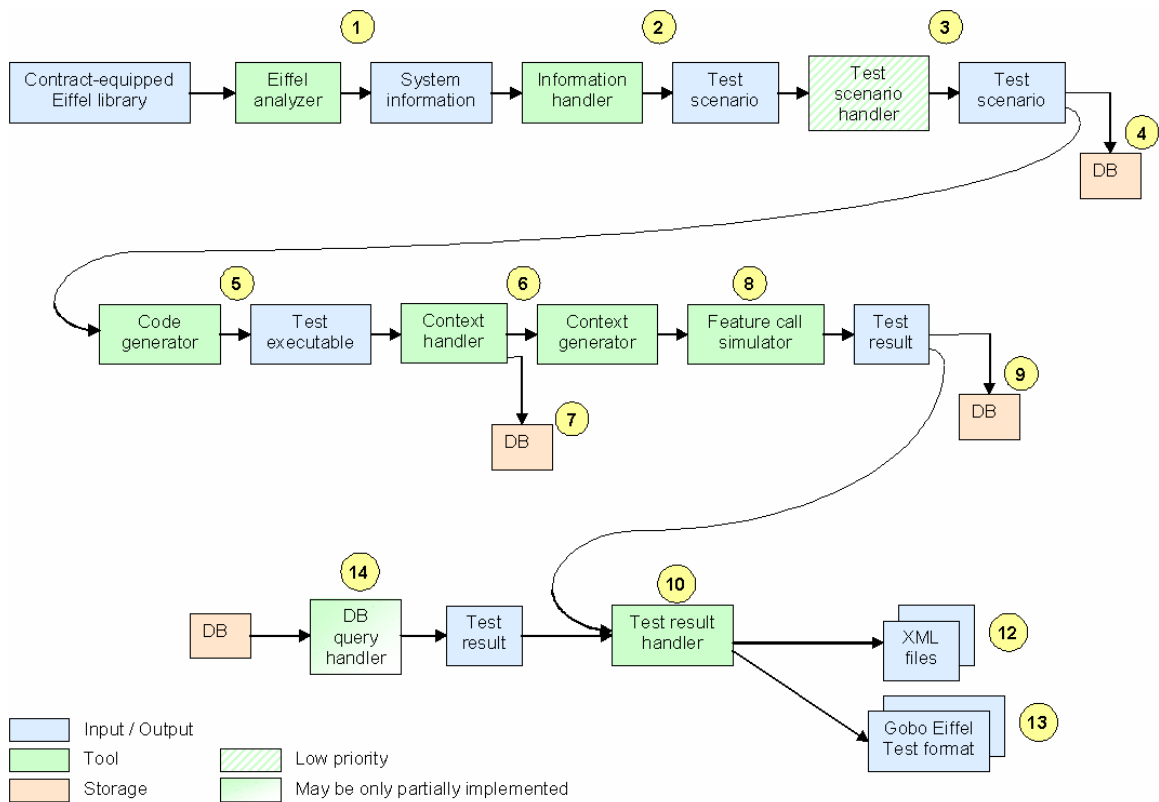 1
2
3
Contract-equipped
Eiffel library
Eiffel
analyzer
System
information
Information
handler
Test
scenario
Test
scenario
handler
Test
scenario
4
DB
5
6
8
Code
generator
Test
executable
Context
handler
Context
generator
Feature call
simulator
Test
result
9
DB
7
DB
14
10
DB
DB
query
handler
Test
result
Test result
handler
XML
files
12
Gobo Eiffel
Test format
13
Input / Output
Tool
Low priority
Storage
May be only partially implemented